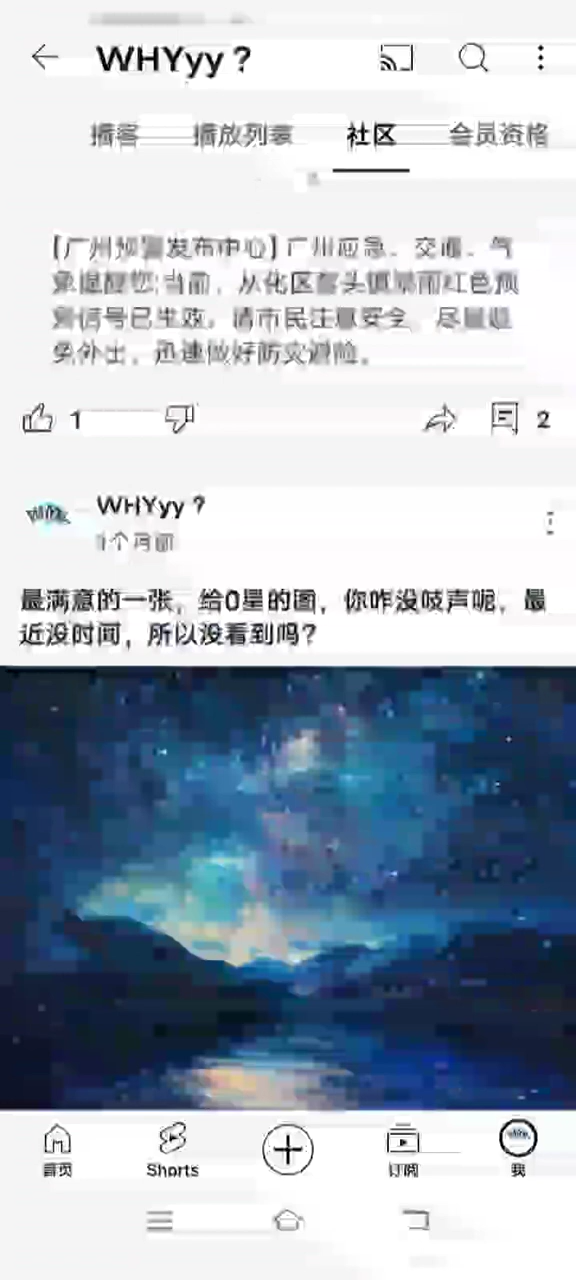 WHYyy ?
播客 播放列表 社区 会员资格
【广州预警发布中心】广州应急、交通、气
象提醒您:当前，从化区鳌头镇暴雨红色预
警信号已生效，请市民注意安全，尽量避
免外出，迅速做好防灾避险。
1 2
WHYyy ?
1个月前
最满意的一张，给0星的图，你咋没吱声呢，最
近没时间，所以没看到吗？
首页 Shorts 订阅 我